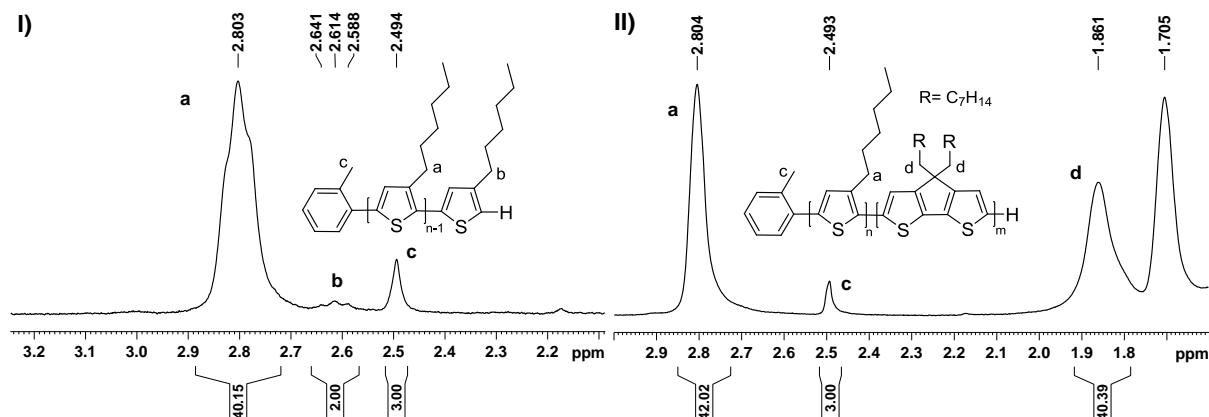 I)
2.803
2.641
2.614
2.588
2.494
a
c
a
b
S
n-1
S
H
b
c
3.2 3.1 3.0 2.9 2.8 2.7 2.6 2.5 2.4 2.3 2.2 ppm
40.15
2.00
3.00
II)
2.804
2.493
1.861
1.705
a
R= C7H14
R R
c
d d
a
d
S
n
S S
m
H
c
2.9 2.8 2.7 2.6 2.5 2.4 2.3 2.2 2.1 2.0 1.9 1.8 ppm
42.02
3.00
40.39